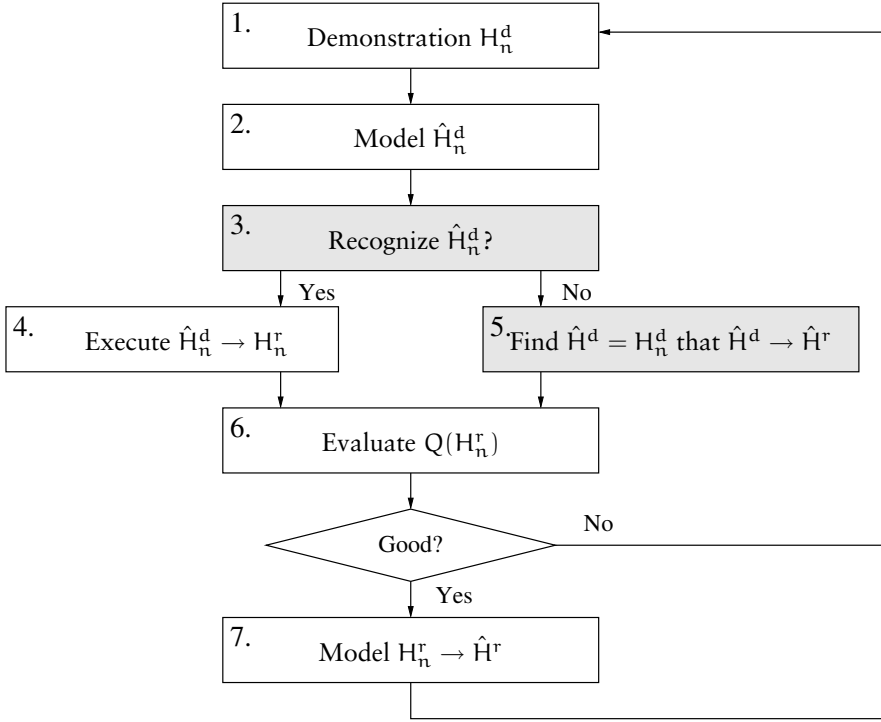 1.
Demonstration Hₙᵈ
2.
Model Ĥₙᵈ
3.
Recognize Ĥₙᵈ?
Yes
No
4.
Execute Ĥₙᵈ → Hₙʳ
5.
Find Ĥᵈ = Hₙᵈ that Ĥᵈ → Ĥʳ
6.
Evaluate Q(Hₙʳ)
Good?
No
Yes
7.
Model Hₙʳ → Ĥʳ